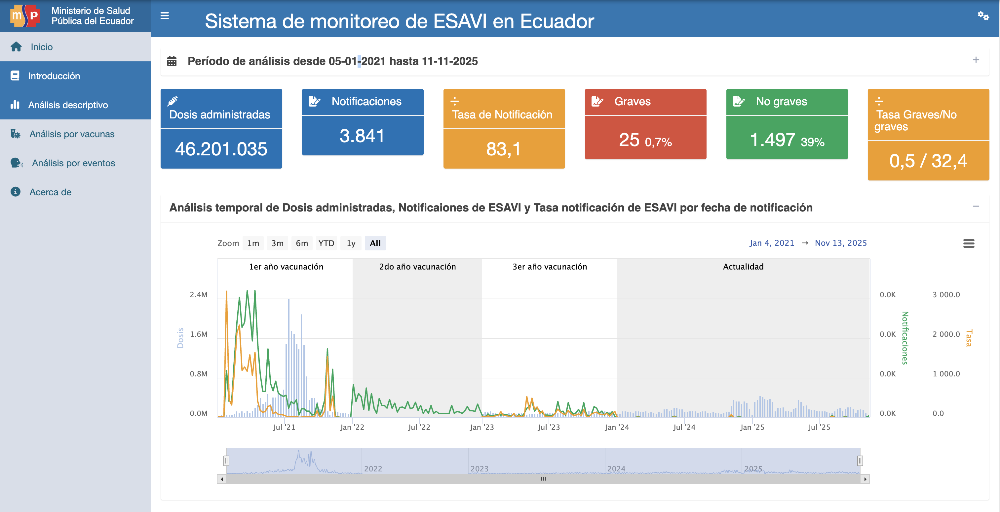 msp
Ministerio de Salud
Pública del Ecuador
Sistema de monitoreo de ESAVI en Ecuador
Inicio
Introducción
Análisis descriptivo
Análisis por vacunas
Análisis por eventos
Acerca de
Período de análisis desde 05-01-2021 hasta 11-11-2025
Dosis administradas
46.201.035
Notificaciones
3.841
Tasa de Notificación
83,1
Graves
25 0,7%
No graves
1.497 39%
Tasa Graves/No
graves
0,5 / 32,4
Análisis temporal de Dosis administradas, Notificaiones de ESAVI y Tasa notificación de ESAVI por fecha de notificación
Zoom 1m 3m 6m YTD 1y All
Jan 4, 2021 → Nov 13, 2025
1er año vacunación 2do año vacunación 3er año vacunación Actualidad
Dosis
2.4M
1.6M
0.8M
0.0M
0.0K
0.0K
0.0K
0.0K
Notificaciones
3 000.0
2 000.0
1 000.0
0.0
Tasa
Jul '21 Jan '22 Jul '22 Jan '23 Jul '23 Jan '24 Jul '24 Jan '25 Jul '25
2022 2023 2024 2025